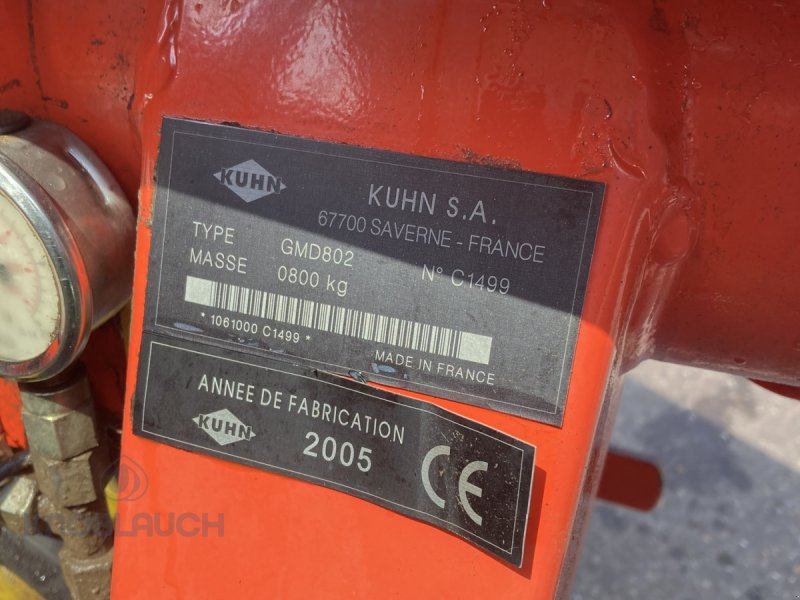 KUHN
KUHN S.A.
67700 SAVERNE - FRANCE
TYPE GMD802 N° C1499
MASSE 0800 kg
* 1061000 C1499 *
MADE IN FRANCE
ANNEE DE FABRICATION
KUHN 2005 CE
KNOBLAUCH